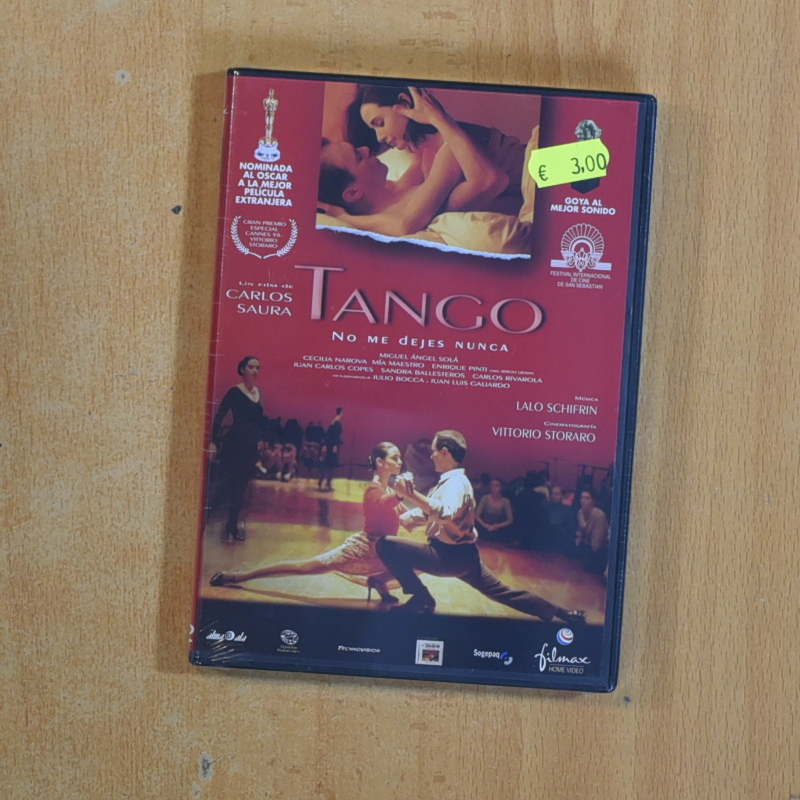 NOMINADA
AL OSCAR
A LA MEJOR
PELÍCULA
EXTRANJERA
GRAN PREMIO
ESPECIAL
CANNES 98
VITTORIO
STORARO
€ 3,00
GOYA AL
MEJOR SONIDO
FESTIVAL INTERNACIONAL
DE CINE
DE SAN SEBASTIAN
UN FILM DE
CARLOS
SAURA
TANGO
NO ME DEJES NUNCA
MIGUEL ÁNGEL SOLÁ
CECILIA NAROVA MÍA MAESTRO ENRIQUE PINTI
JUAN CARLOS COPES SANDRA BALLESTEROS CARLOS RIVAROLA
JULIO BOCCA - JUAN LUIS GALIARDO
MÚSICA
LALO SCHIFRIN
CINEMATOGRAFÍA
VITTORIO STORARO
TECHNOVISION
Sogepaq
filmax
HOME VIDEO